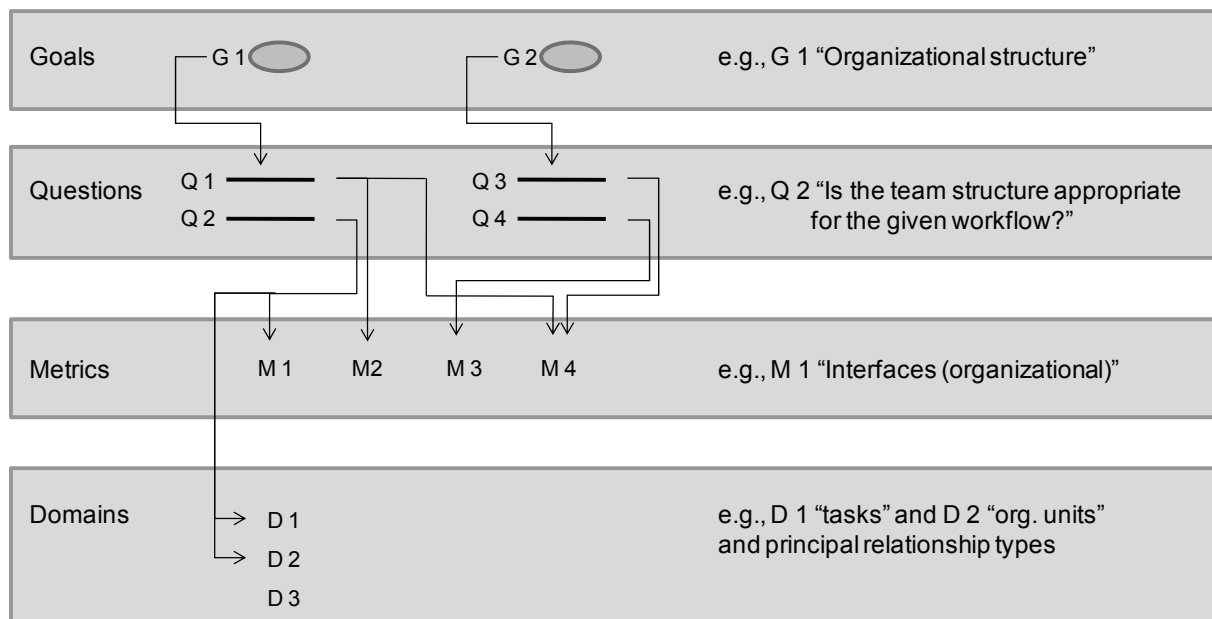 Goals
G 1
G 2
e.g., G 1 “Organizational structure”
Questions
Q 1
Q 2
Q 3
Q 4
e.g., Q 2 “Is the team structure appropriate
for the given workflow?”
Metrics
M 1
M2
M 3
M 4
e.g., M 1 “Interfaces (organizational)”
Domains
D 1
D 2
D 3
e.g., D 1 “tasks” and D 2 “org. units”
and principal relationship types